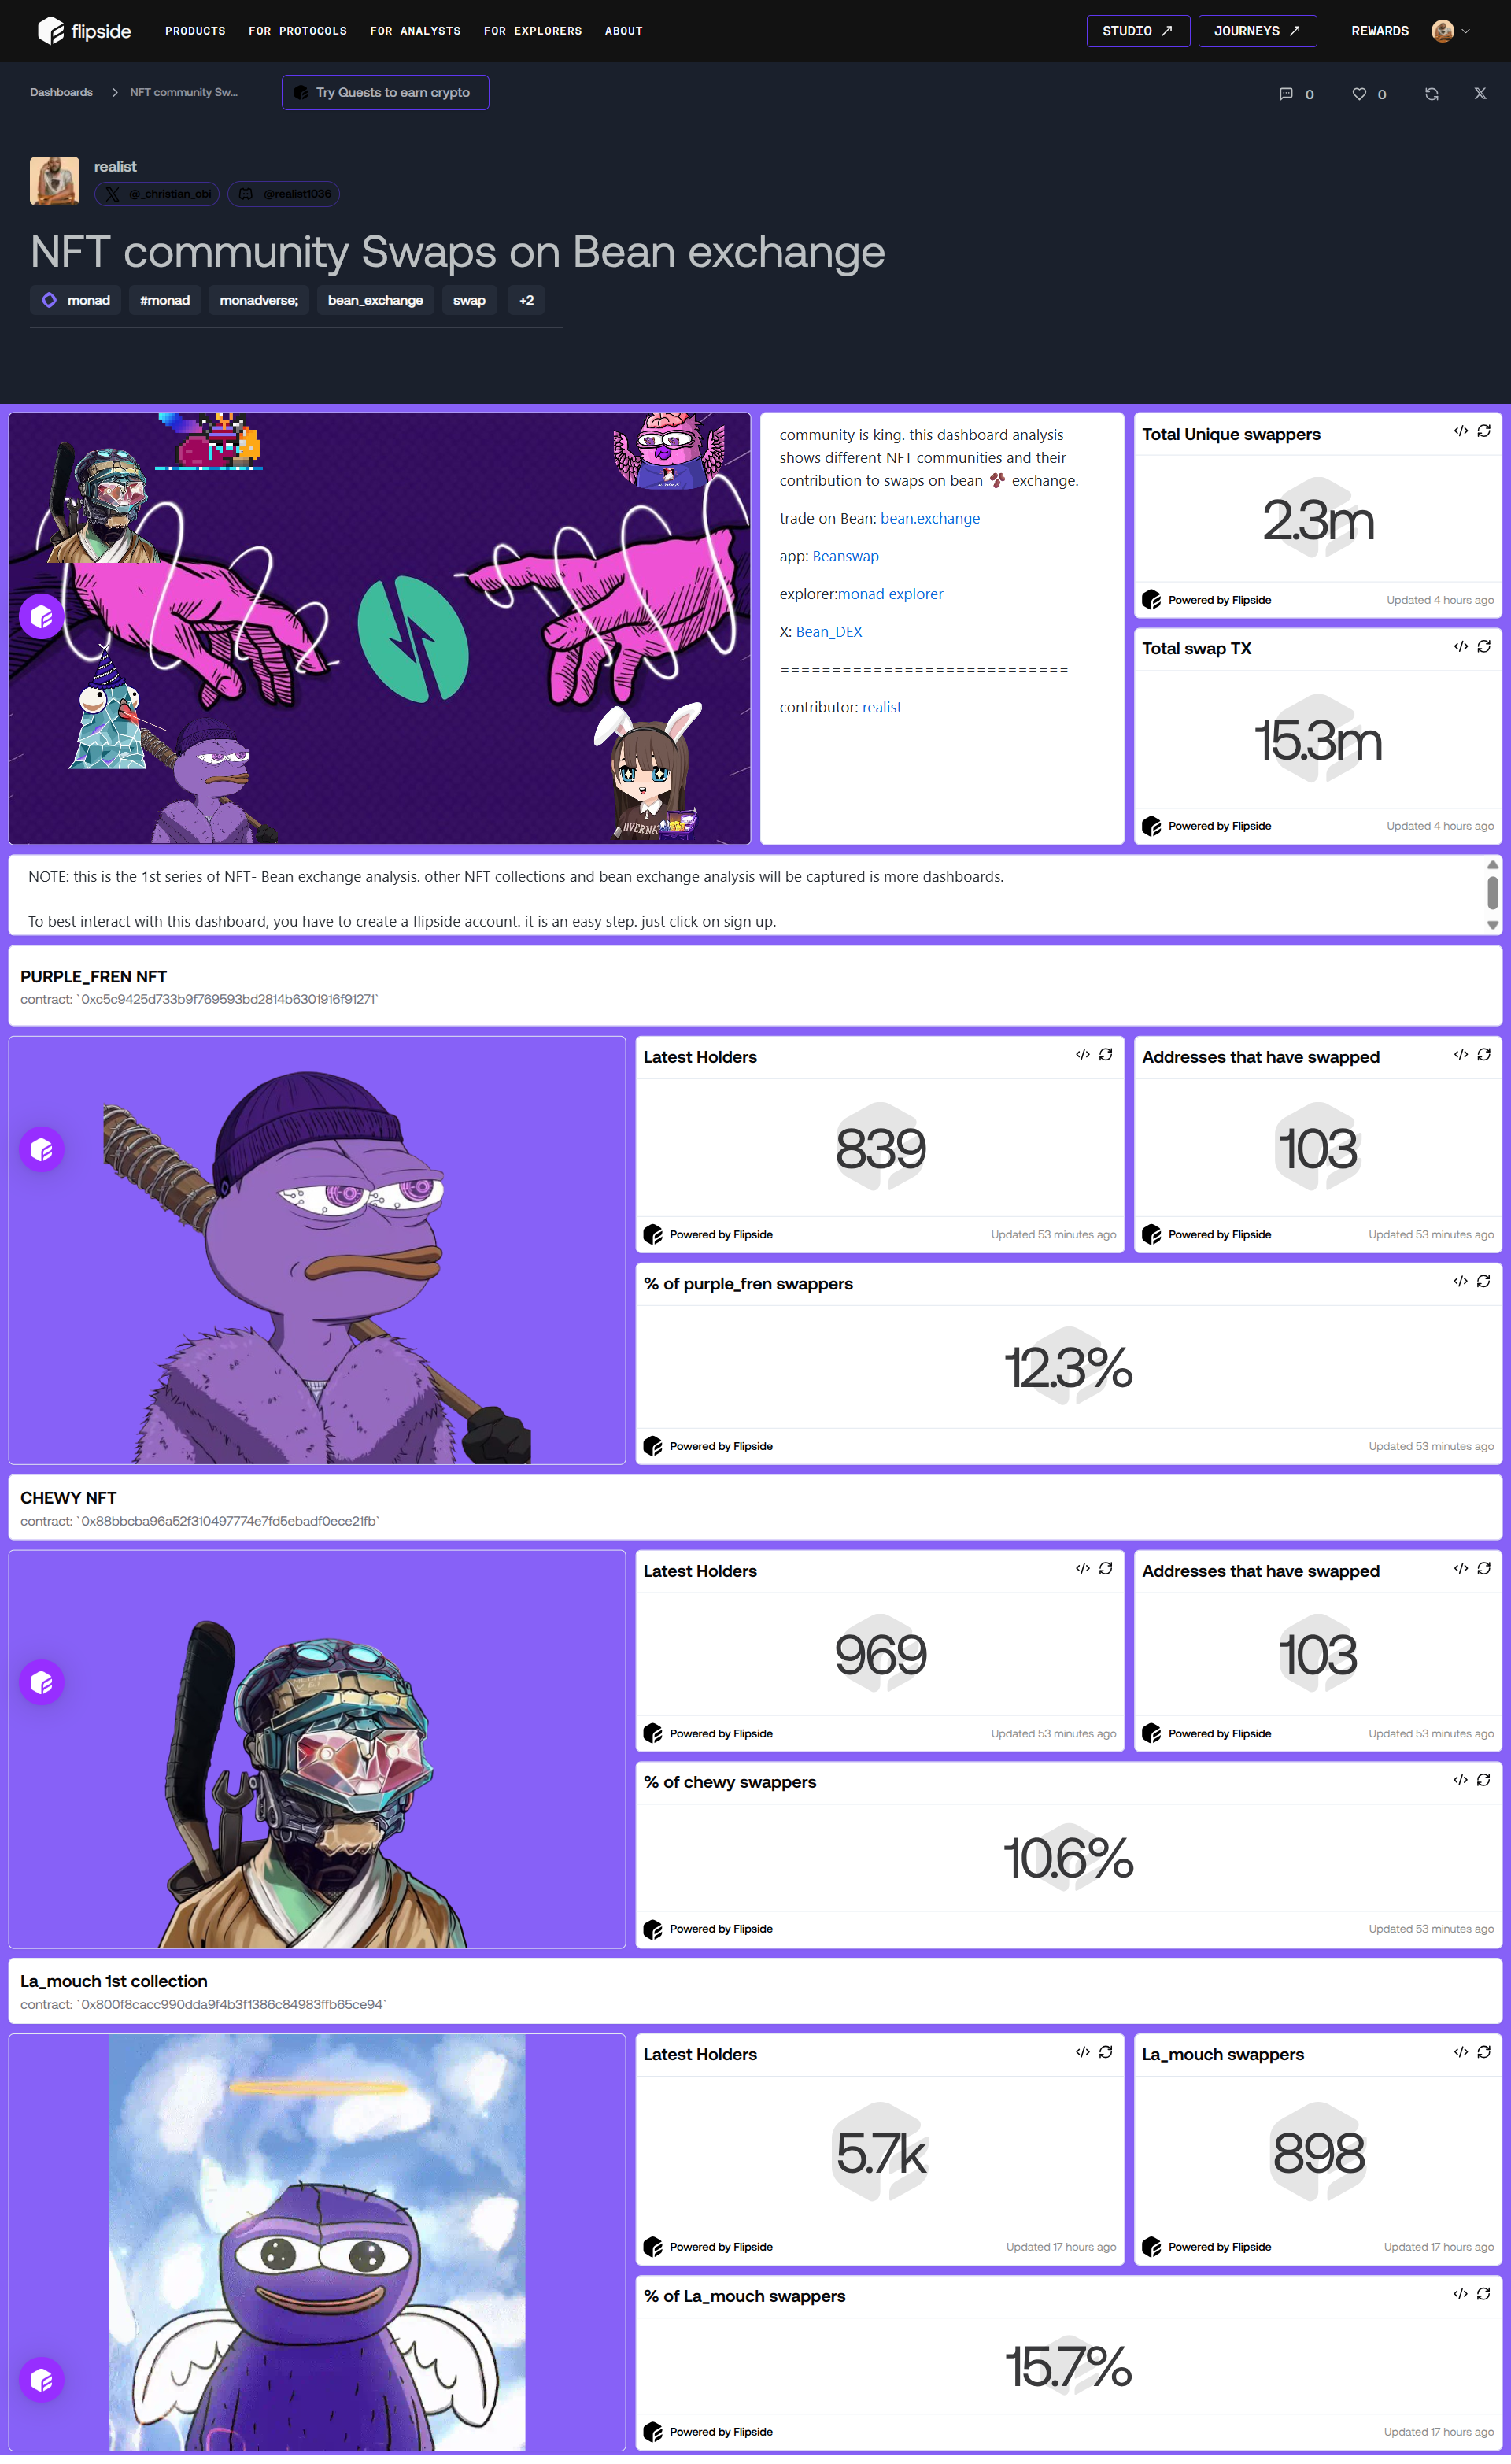 flipside
PRODUCTS FOR PROTOCOLS FOR ANALYSTS FOR EXPLORERS ABOUT
STUDIO ↗ JOURNEYS ↗ REWARDS
Dashboards > NFT community Sw... Try Quests to earn crypto
0 0
realist
@_christian_obi @realist1036
NFT community Swaps on Bean exchange
monad #monad monadverse; bean_exchange swap +2
community is king. this dashboard analysis
shows different NFT communities and their
contribution to swaps on bean 🫘 exchange.
trade on Bean: bean.exchange
app: Beanswap
explorer:monad explorer
X: Bean_DEX
============================
contributor: realist
OVERNA
Total Unique swappers
2.3m
Powered by Flipside Updated 4 hours ago
Total swap TX
15.3m
Powered by Flipside Updated 4 hours ago
NOTE: this is the 1st series of NFT- Bean exchange analysis. other NFT collections and bean exchange analysis will be captured is more dashboards.
To best interact with this dashboard, you have to create a flipside account. it is an easy step. just click on sign up.
PURPLE_FREN NFT
contract: `0xc5c9425d733b9f769593bd2814b6301916f91271`
Latest Holders
839
Powered by Flipside Updated 53 minutes ago
Addresses that have swapped
103
Powered by Flipside Updated 53 minutes ago
% of purple_fren swappers
12.3%
Powered by Flipside Updated 53 minutes ago
CHEWY NFT
contract: `0x88bbcba96a52f310497774e7fd5ebadf0ece21fb`
Latest Holders
969
Powered by Flipside Updated 53 minutes ago
Addresses that have swapped
103
Powered by Flipside Updated 53 minutes ago
% of chewy swappers
10.6%
Powered by Flipside Updated 53 minutes ago
La_mouch 1st collection
contract: `0x800f8cacc990dda9f4b3f1386c84983ffb65ce94`
Latest Holders
5.7k
Powered by Flipside Updated 17 hours ago
La_mouch swappers
898
Powered by Flipside Updated 17 hours ago
% of La_mouch swappers
15.7%
Powered by Flipside Updated 17 hours ago